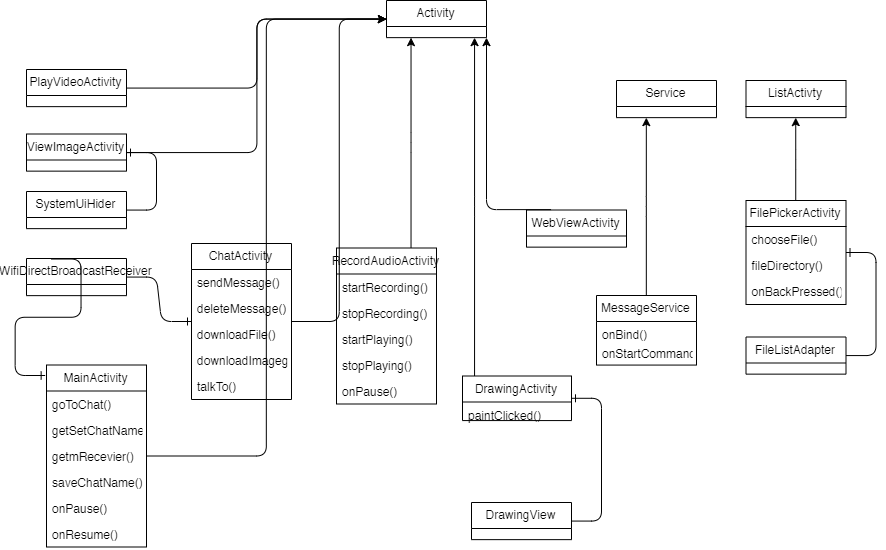 Activity
PlayVideoActivity
ViewImageActivity
SystemUiHider
WifiDirectBroadcastReceiver
MainActivity
goToChat()
getSetChatName
getmRecevier()
saveChatName()
onPause()
onResume()
ChatActivity
sendMessage()
deleteMessage()
downloadFile()
downloadImageg
talkTo()
RecordAudioActivity
startRecording()
stopRecording()
startPlaying()
stopPlaying()
onPause()
DrawingActivity
paintClicked()
DrawingView
WebViewActivity
Service
MessageService
onBind()
onStartCommand
ListActivty
FilePickerActivity
chooseFile()
fileDirectory()
onBackPressed()
FileListAdapter